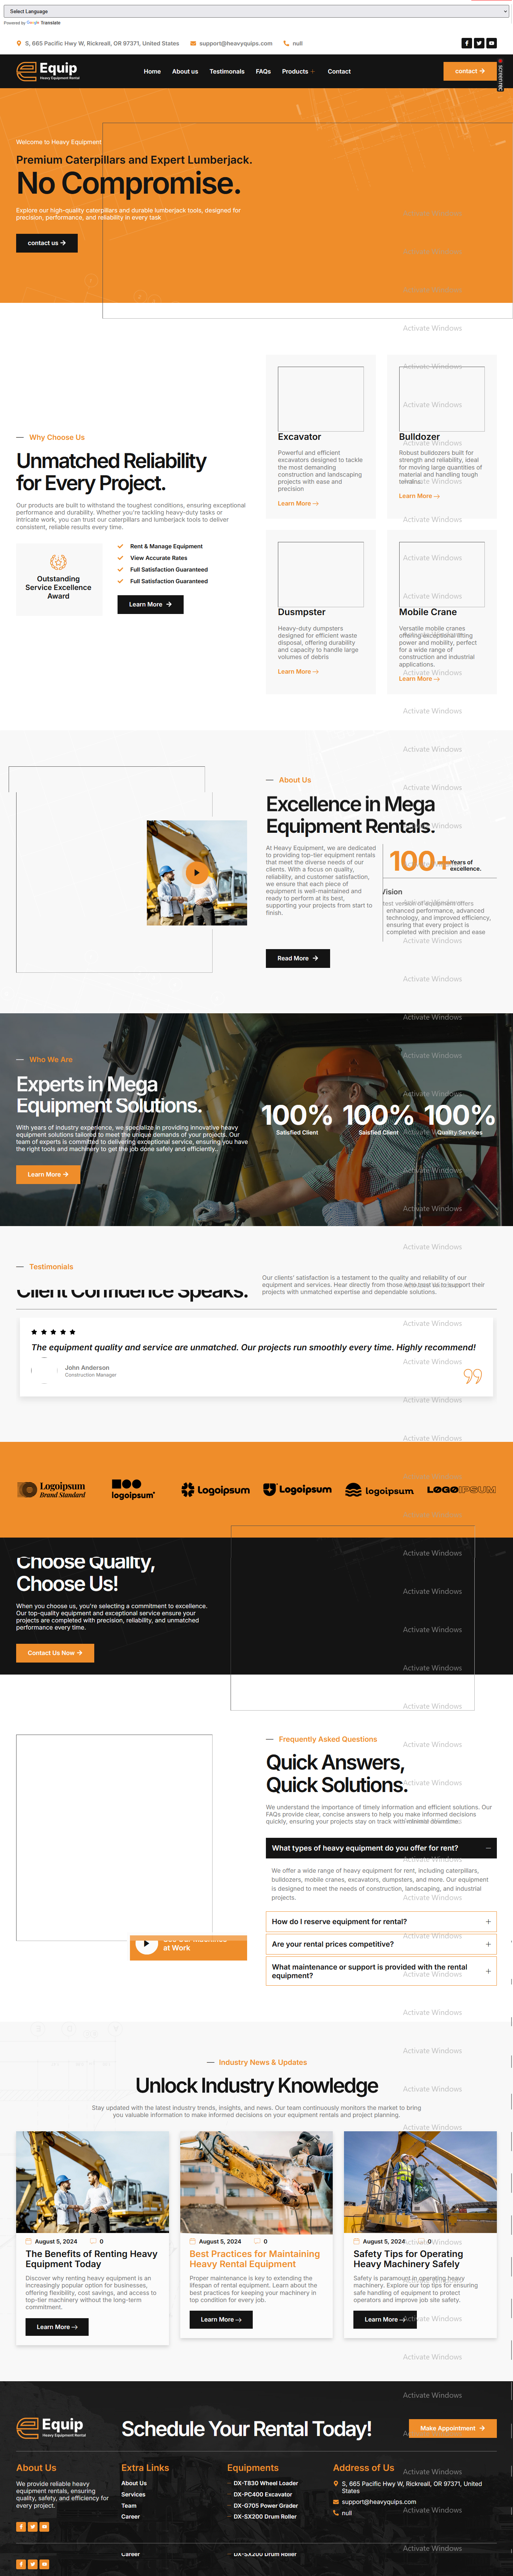 Select Language
Powered by Google Translate
S, 665 Pacific Hwy W, Rickreall, OR 97371, United States
support@heavyquips.com
null
Equip
Heavy Equipment Rental
Home
About us
Testimonals
FAQs
Products +
Contact
contact
Welcome to Heavy Equipment
Premium Caterpillars and Expert Lumberjack.
No Compromise.
Explore our high-quality caterpillars and durable lumberjack tools, designed for
precision, performance, and reliability in every task
contact us
Activate Windows
Why Choose Us
Unmatched Reliability
for Every Project.
Our products are built to withstand the toughest conditions, ensuring exceptional
performance and durability. Whether you're tackling heavy-duty tasks or
intricate work, you can trust our caterpillars and lumberjack tools to deliver
consistent, reliable results every time.
Outstanding
Service Excellence
Award
Rent & Manage Equipment
View Accurate Rates
Full Satisfaction Guaranteed
Full Satisfaction Guaranteed
Learn More
Excavator
Powerful and efficient
excavators designed to tackle
the most demanding
construction and landscaping
projects with ease and
precision
Learn More
Bulldozer
Robust bulldozers built for
strength and reliability, ideal
for moving large quantities of
material and handling tough
terrains.
Learn More
Dusmpster
Heavy-duty dumpsters
designed for efficient waste
disposal, offering durability
and capacity to handle large
volumes of debris
Learn More
Mobile Crane
Versatile mobile cranes
offering exceptional lifting
power and mobility, perfect
for a wide range of
construction and industrial
applications.
Learn More
About Us
Excellence in Mega
Equipment Rentals.
At Heavy Equipment, we are dedicated
to providing top-tier equipment rentals
that meet the diverse needs of our
clients. With a focus on quality,
reliability, and customer satisfaction,
we ensure that each piece of
equipment is well-maintained and
ready to perform at its best,
supporting your projects from start to
finish.
100+
Years of
excellence.
Vision
test version of equipment offers
enhanced performance, advanced
technology, and improved efficiency,
ensuring that every project is
completed with precision and ease
Read More
Who We Are
Experts in Mega
Equipment Solutions.
With years of industry experience, we specialize in providing innovative heavy
equipment solutions tailored to meet the unique demands of your projects. Our
team of experts is committed to delivering exceptional service, ensuring you have
the right tools and machinery to get the job done safely and efficiently..
Learn More
100%
Satisfied Client
100%
Saisfied Client
100%
Quality Services
Testimonials
Client Confidence Speaks.
Our clients' satisfaction is a testament to the quality and reliability of our
equipment and services. Hear directly from those who trust us to support their
projects with unmatched expertise and dependable solutions.
The equipment quality and service are unmatched. Our projects run smoothly every time. Highly recommend!
John Anderson
Construction Manager
Logoipsum
Brand Standard
logoipsum
Logoipsum
Logoipsum
logoipsum
LOGOIPSUM
Choose Quality,
Choose Us!
When you choose us, you're selecting a commitment to excellence.
Our top-quality equipment and exceptional service ensure your
projects are completed with precision, reliability, and unmatched
performance every time.
Contact Us Now
at Work
Frequently Asked Questions
Quick Answers,
Quick Solutions.
We understand the importance of timely information and efficient solutions. Our
FAQs provide clear, concise answers to help you make informed decisions
quickly, ensuring your projects stay on track with minimal downtime.
What types of heavy equipment do you offer for rent?
We offer a wide range of heavy equipment for rent, including caterpillars,
bulldozers, mobile cranes, excavators, dumpsters, and more. Our equipment
is designed to meet the needs of construction, landscaping, and industrial
projects.
How do I reserve equipment for rental?
Are your rental prices competitive?
What maintenance or support is provided with the rental
equipment?
Industry News & Updates
Unlock Industry Knowledge
Stay updated with the latest industry trends, insights, and news. Our team continuously monitors the market to bring
you valuable information to make informed decisions on your equipment rentals and project planning.
August 5, 2024 0
The Benefits of Renting Heavy
Equipment Today
Discover why renting heavy equipment is an
increasingly popular option for businesses,
offering flexibility, cost savings, and access to
top-tier machinery without the long-term
commitment.
Learn More
August 5, 2024 0
Best Practices for Maintaining
Heavy Rental Equipment
Proper maintenance is key to extending the
lifespan of rental equipment. Learn about the
best practices for keeping your machinery in
top condition for every job.
Learn More
August 5, 2024 0
Safety Tips for Operating
Heavy Machinery Safely
Safety is paramount in operating heavy
machinery. Explore our top tips for ensuring
safe handling of equipment to protect
operators and improve job site safety.
Learn More
Equip
Heavy Equipment Rental
Schedule Your Rental Today!
Make Appointment
About Us
We provide reliable heavy
equipment rentals, ensuring
quality, safety, and efficiency for
every project.
Extra Links
About Us
Services
Team
Career
Equipments
DX-T830 Wheel Loader
DX-PC400 Excavator
DX-G705 Power Grader
DX-SX200 Drum Roller
Address of Us
S, 665 Pacific Hwy W, Rickreall, OR 97371, United
States
support@heavyquips.com
null
Career
DX-SX200 Drum Roller